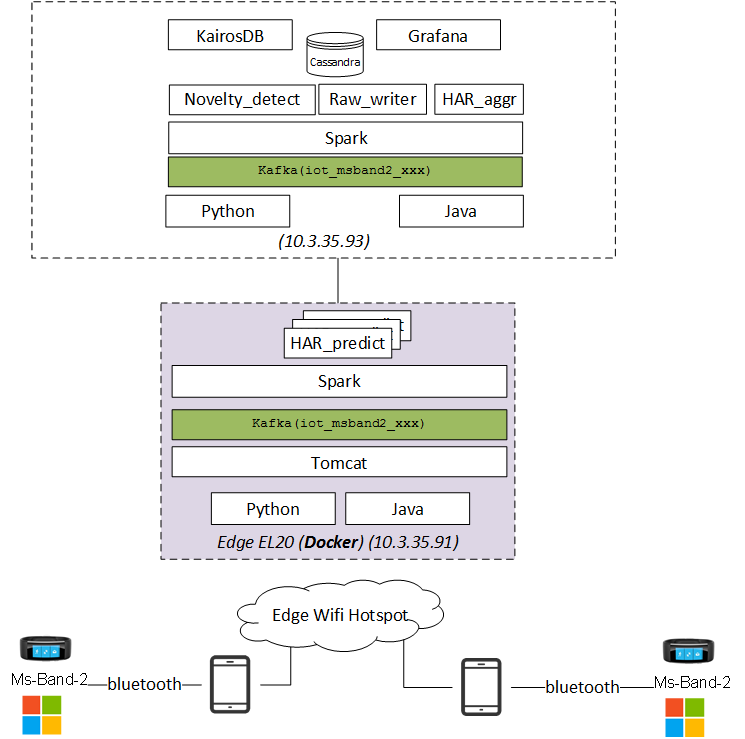 KairosDB
Cassandra
Grafana
Novelty_detect
Raw_writer
HAR_aggr
Spark
Kafka(iot_msband2_xxx)
Python
Java
(10.3.35.93)
HAR_predict
Spark
Kafka(iot_msband2_xxx)
Tomcat
Python
Java
Edge EL20 (Docker) (10.3.35.91)
Edge Wifi Hotspot
Ms-Band-2
bluetooth
bluetooth
Ms-Band-2